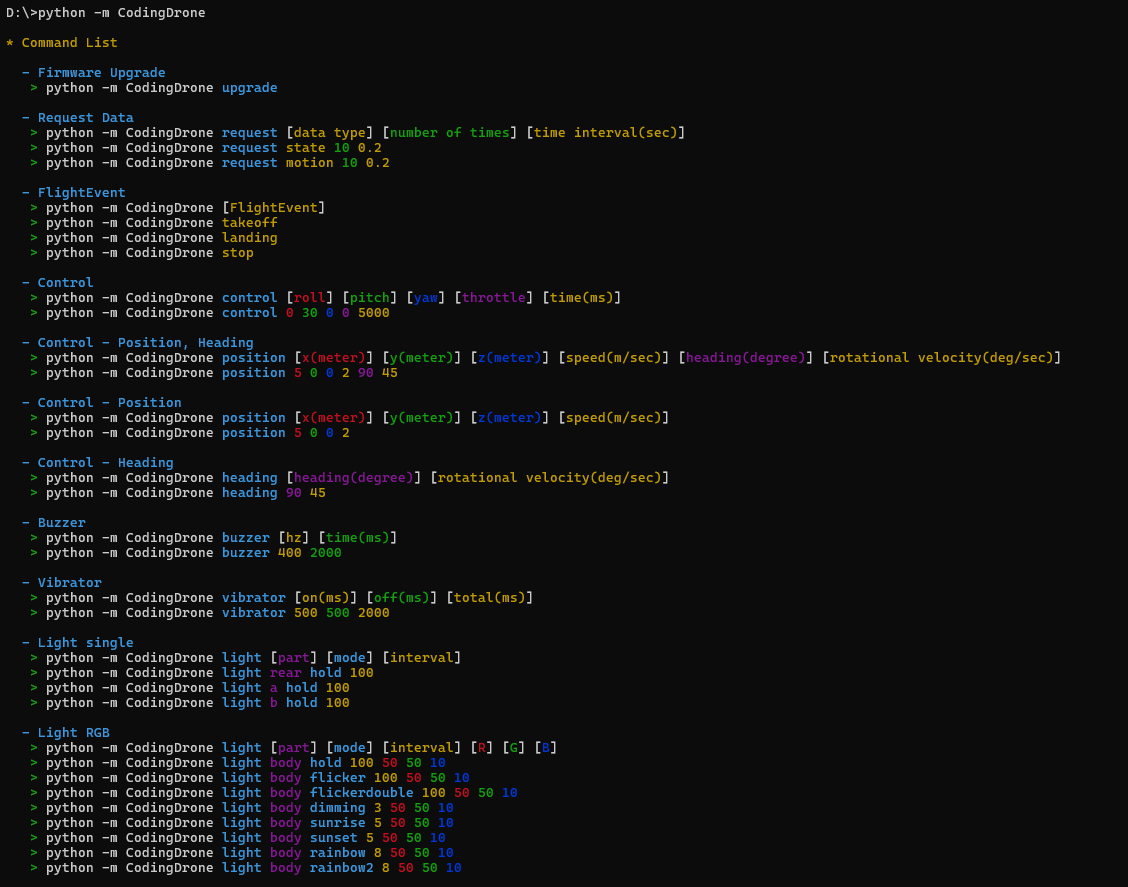 D:\>python -m CodingDrone
* Command List
- Firmware Upgrade
> python -m CodingDrone upgrade
- Request Data
> python -m CodingDrone request [data type] [number of times] [time interval(sec)]
> python -m CodingDrone request state 10 0.2
> python -m CodingDrone request motion 10 0.2
- FlightEvent
> python -m CodingDrone [FlightEvent]
> python -m CodingDrone takeoff
> python -m CodingDrone landing
> python -m CodingDrone stop
- Control
> python -m CodingDrone control [roll] [pitch] [yaw] [throttle] [time(ms)]
> python -m CodingDrone control 0 30 0 0 5000
- Control - Position, Heading
> python -m CodingDrone position [x(meter)] [y(meter)] [z(meter)] [speed(m/sec)] [heading(degree)] [rotational velocity(deg/sec)]
> python -m CodingDrone position 5 0 0 2 90 45
- Control - Position
> python -m CodingDrone position [x(meter)] [y(meter)] [z(meter)] [speed(m/sec)]
> python -m CodingDrone position 5 0 0 2
- Control - Heading
> python -m CodingDrone heading [heading(degree)] [rotational velocity(deg/sec)]
> python -m CodingDrone heading 90 45
- Buzzer
> python -m CodingDrone buzzer [hz] [time(ms)]
> python -m CodingDrone buzzer 400 2000
- Vibrator
> python -m CodingDrone vibrator [on(ms)] [off(ms)] [total(ms)]
> python -m CodingDrone vibrator 500 500 2000
- Light single
> python -m CodingDrone light [part] [mode] [interval]
> python -m CodingDrone light rear hold 100
> python -m CodingDrone light a hold 100
> python -m CodingDrone light b hold 100
- Light RGB
> python -m CodingDrone light [part] [mode] [interval] [R] [G] [B]
> python -m CodingDrone light body hold 100 50 50 10
> python -m CodingDrone light body flicker 100 50 50 10
> python -m CodingDrone light body flickerdouble 100 50 50 10
> python -m CodingDrone light body dimming 3 50 50 10
> python -m CodingDrone light body sunrise 5 50 50 10
> python -m CodingDrone light body sunset 5 50 50 10
> python -m CodingDrone light body rainbow 8 50 50 10
> python -m CodingDrone light body rainbow2 8 50 50 10